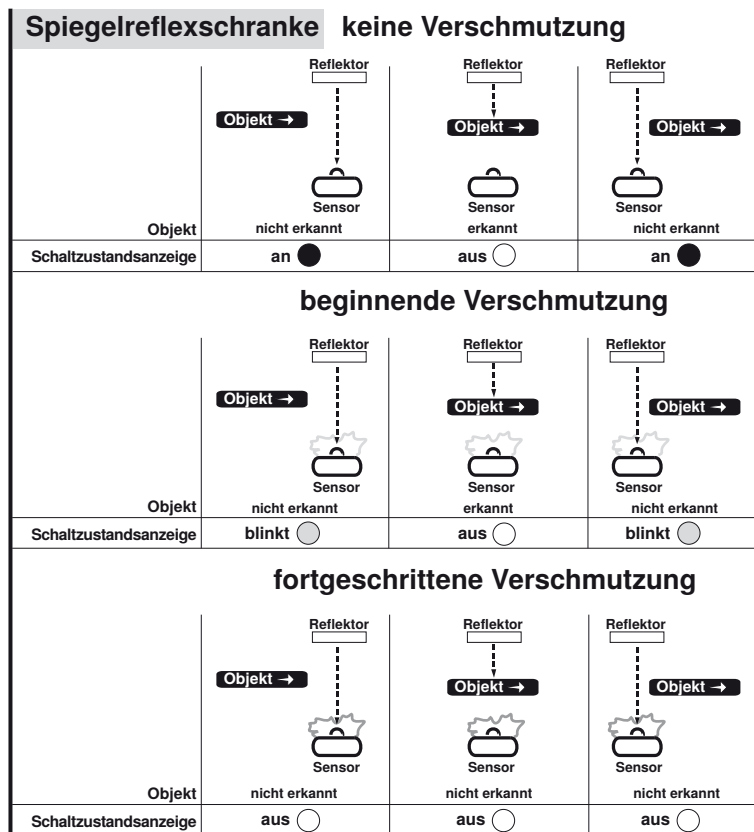 Spiegelreflexschranke keine Verschmutzung
Reflektor Reflektor Reflektor
Objekt → Objekt → Objekt →
Sensor Sensor Sensor
Objekt nicht erkannt erkannt nicht erkannt
Schaltzustandsanzeige an aus an
beginnende Verschmutzung
Reflektor Reflektor Reflektor
Objekt → Objekt → Objekt →
Sensor Sensor Sensor
Objekt nicht erkannt erkannt nicht erkannt
Schaltzustandsanzeige blinkt aus blinkt
fortgeschrittene Verschmutzung
Reflektor Reflektor Reflektor
Objekt → Objekt → Objekt →
Sensor Sensor Sensor
Objekt nicht erkannt nicht erkannt nicht erkannt
Schaltzustandsanzeige aus aus aus